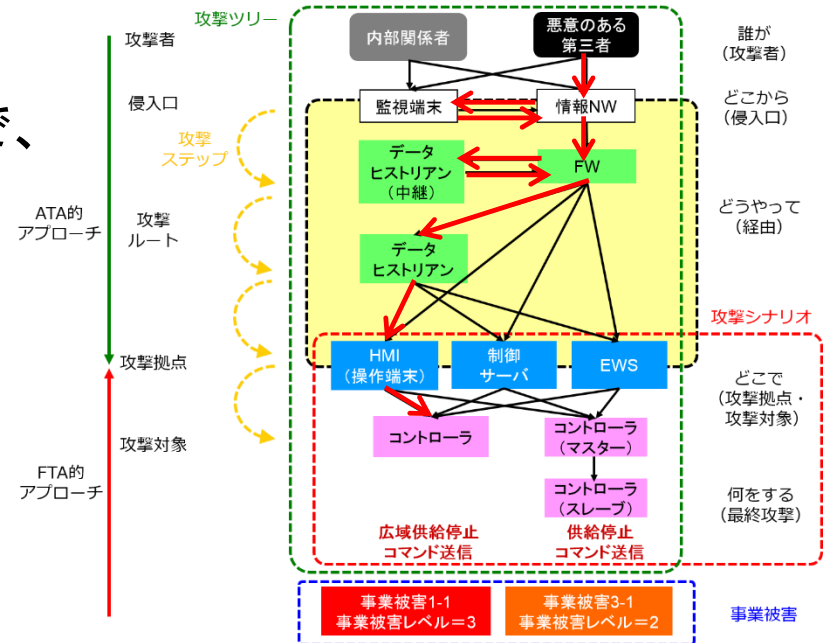 攻撃ツリー
攻撃者
内部関係者
悪意のある
第三者
誰が
(攻撃者)
侵入口
監視端末
情報NW
どこから
(侵入口)
、
攻撃
ステップ
データ
ヒストリアン
(中継)
FW
ATA的
アプローチ
攻撃
ルート
どうやって
(経由)
データ
ヒストリアン
攻撃シナリオ
攻撃拠点
HMI
(操作端末)
制御
サーバ
EWS
どこで
(攻撃拠点・
攻撃対象)
攻撃対象
コントローラ
コントローラ
(マスター)
FTA的
アプローチ
コントローラ
(スレーブ)
何をする
(最終攻撃)
広域供給停止
コマンド送信
供給停止
コマンド送信
事業被害1-1
事業被害レベル=3
事業被害3-1
事業被害レベル=2
事業被害